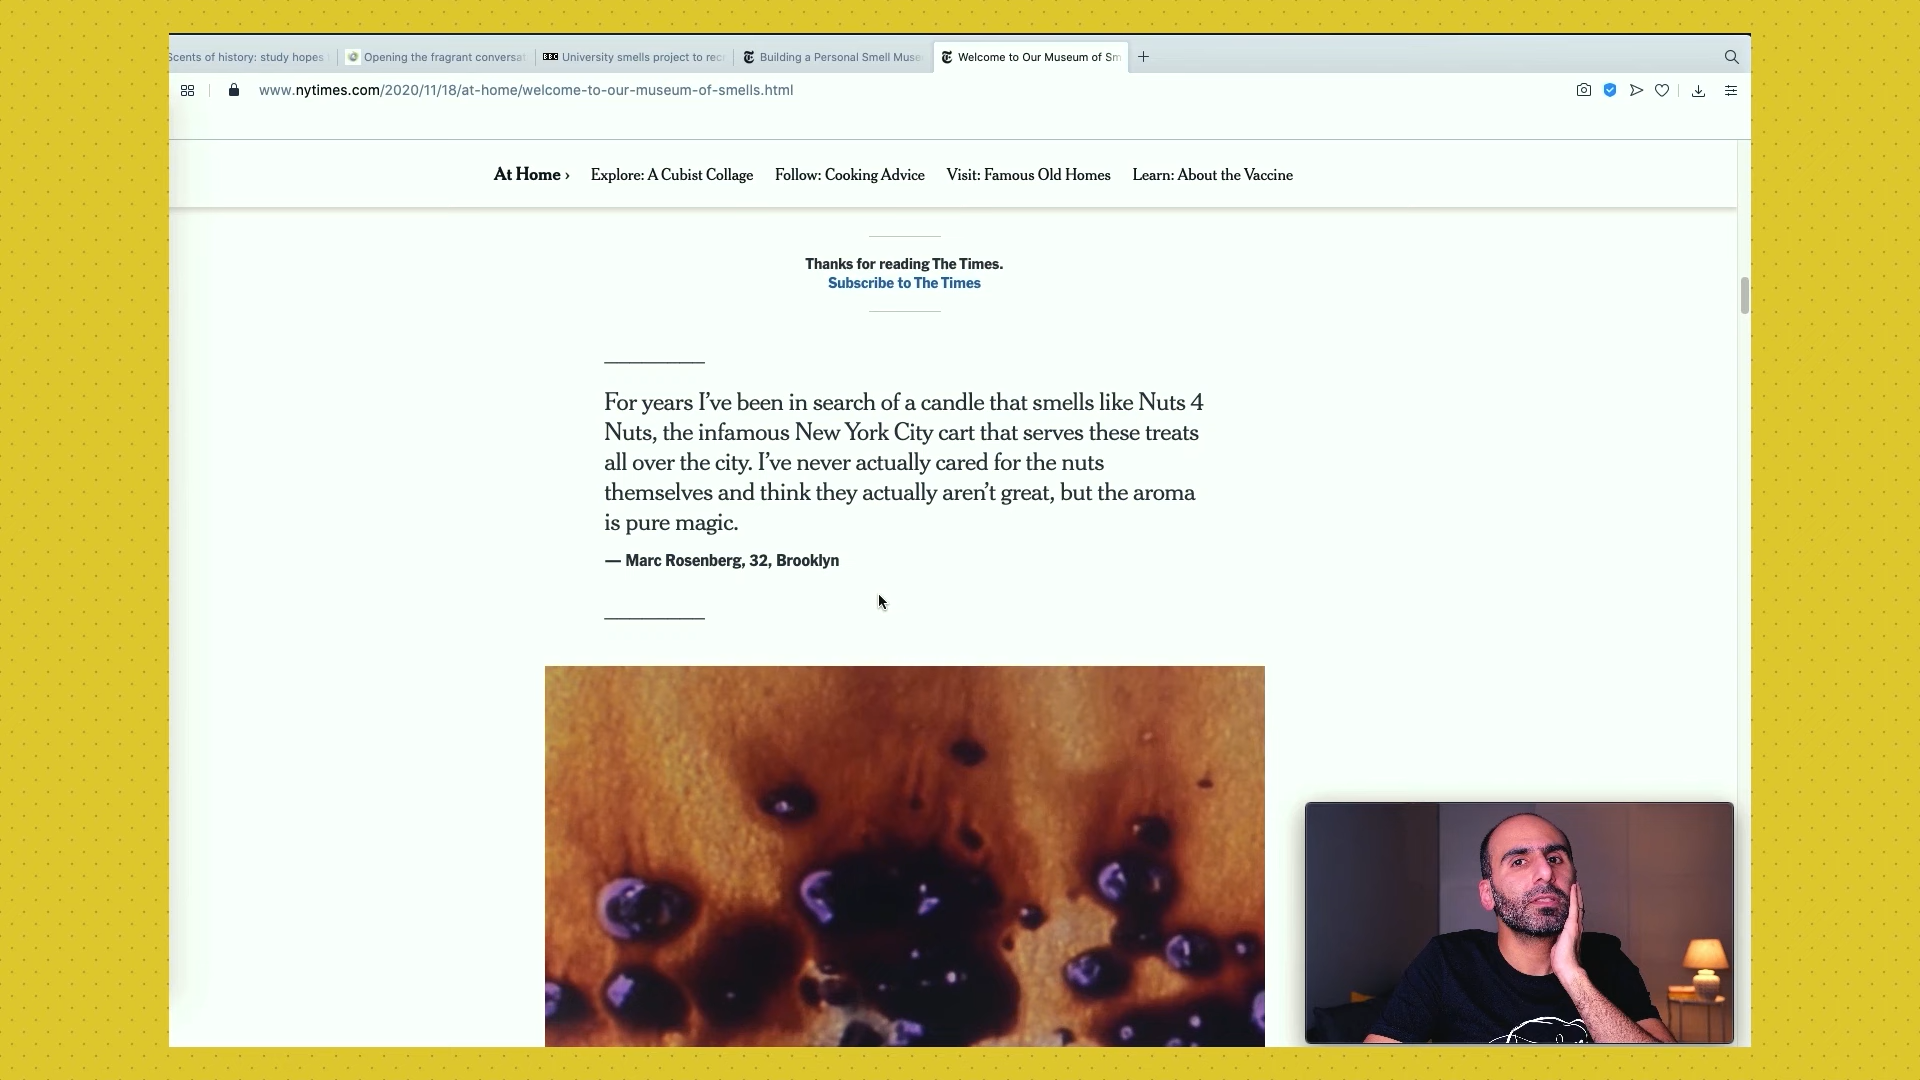 Scents of history: study hopes
Opening the fragrant conversat
BBC
University smells project to rec
Building a Personal Smell Muse
Welcome to Our Museum of Sm
www.nytimes.com/2020/11/18/at-home/welcome-to-our-museum-of-smells.html
At Home › Explore: A Cubist Collage Follow: Cooking Advice Visit: Famous Old Homes Learn: About the Vaccine
Thanks for reading The Times.
Subscribe to The Times
For years I’ve been in search of a candle that smells like Nuts 4
Nuts, the infamous New York City cart that serves these treats
all over the city. I’ve never actually cared for the nuts
themselves and think they actually aren’t great, but the aroma
is pure magic.
— Marc Rosenberg, 32, Brooklyn